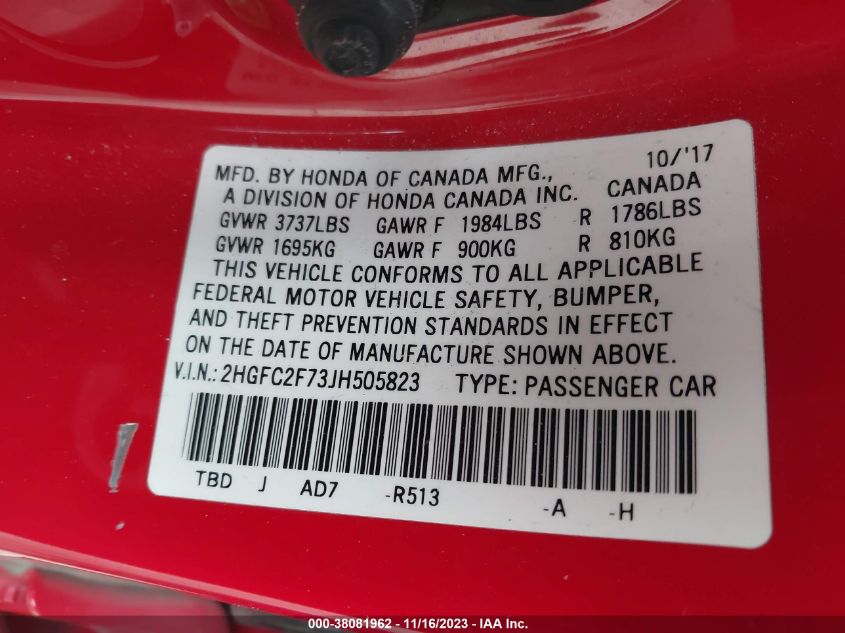 10/'17
MFD. BY HONDA OF CANADA MFG.,
A DIVISION OF HONDA CANADA INC. CANADA
GVWR 3737LBS GAWR F 1984LBS R 1786LBS
GVWR 1695KG GAWR F 900KG R 810KG
THIS VEHICLE CONFORMS TO ALL APPLICABLE
FEDERAL MOTOR VEHICLE SAFETY, BUMPER,
AND THEFT PREVENTION STANDARDS IN EFFECT
ON THE DATE OF MANUFACTURE SHOWN ABOVE.
V.I.N.: 2HGFC2F73JH505823 TYPE: PASSENGER CAR
TBD J AD7 -R513 -A -H
000-38081962 - 11/16/2023 - IAA Inc.